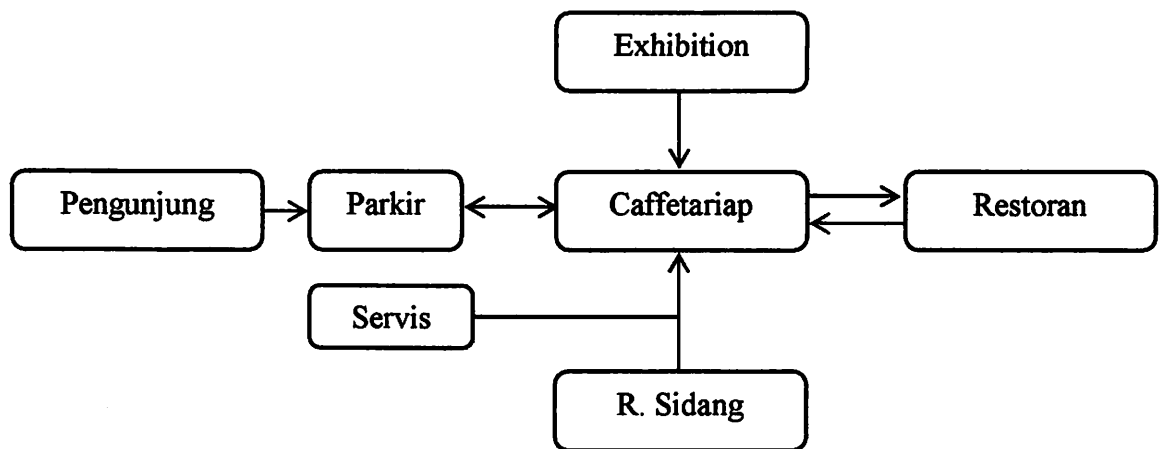 Exhibition
Pengunjung
Parkir
Caffetariap
Restoran
Servis
R. Sidang